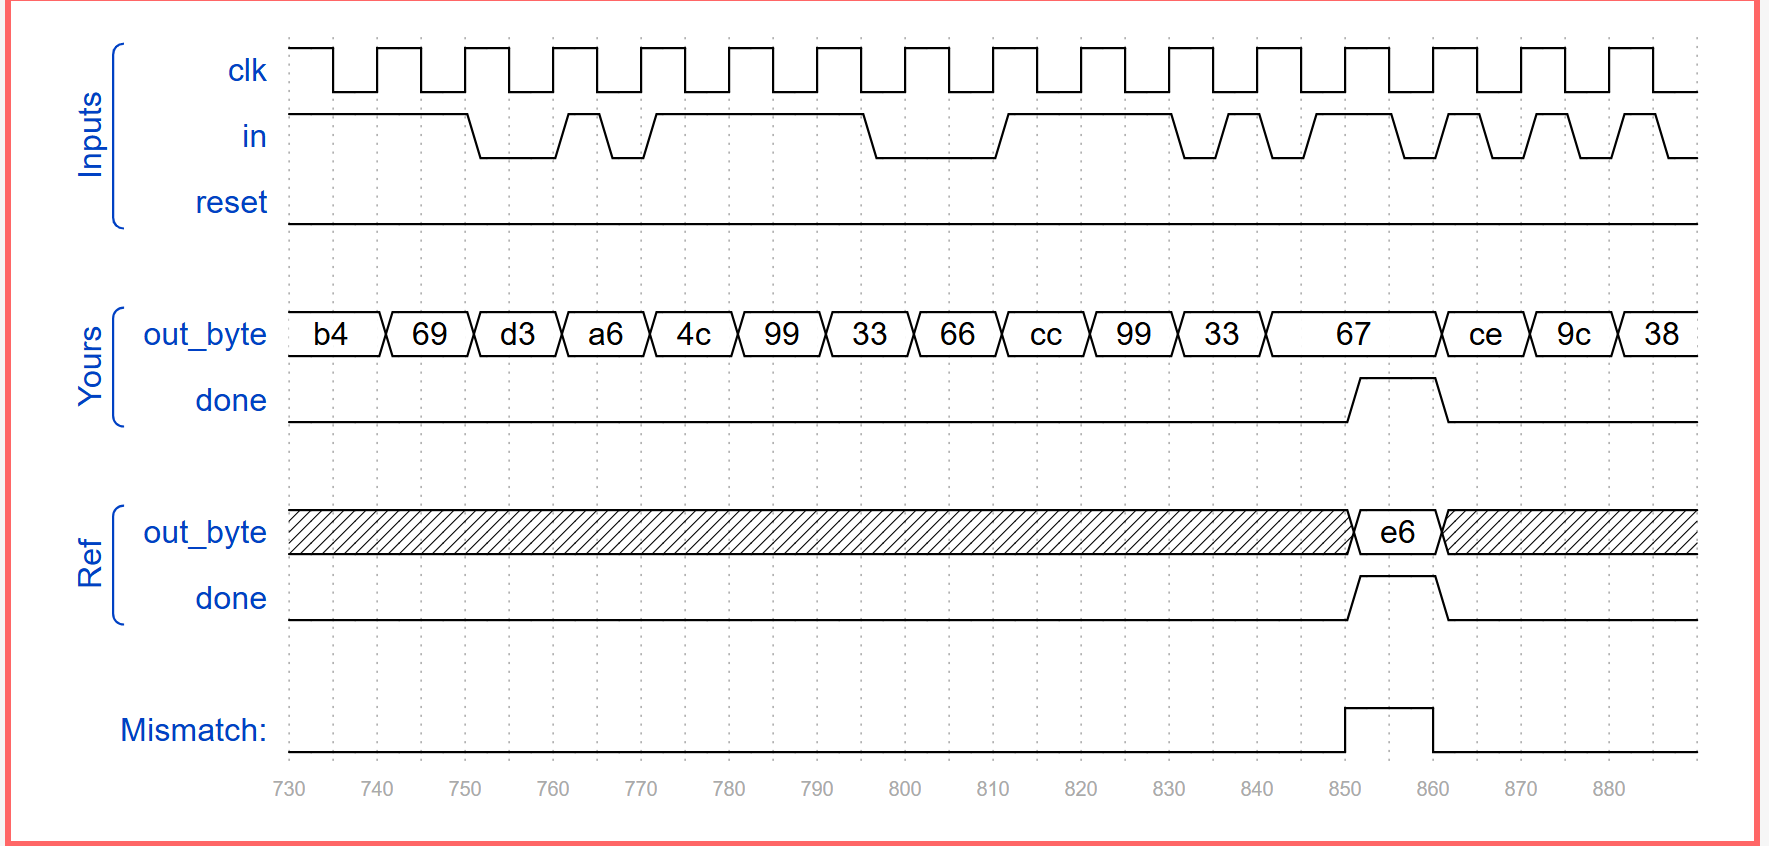 Inputs
clk
in
reset
Yours
out_byte b4 69 d3 a6 4c 99 33 66 cc 99 33 67 ce 9c 38
done
Ref
out_byte e6
done
Mismatch:
730 740 750 760 770 780 790 800 810 820 830 840 850 860 870 880